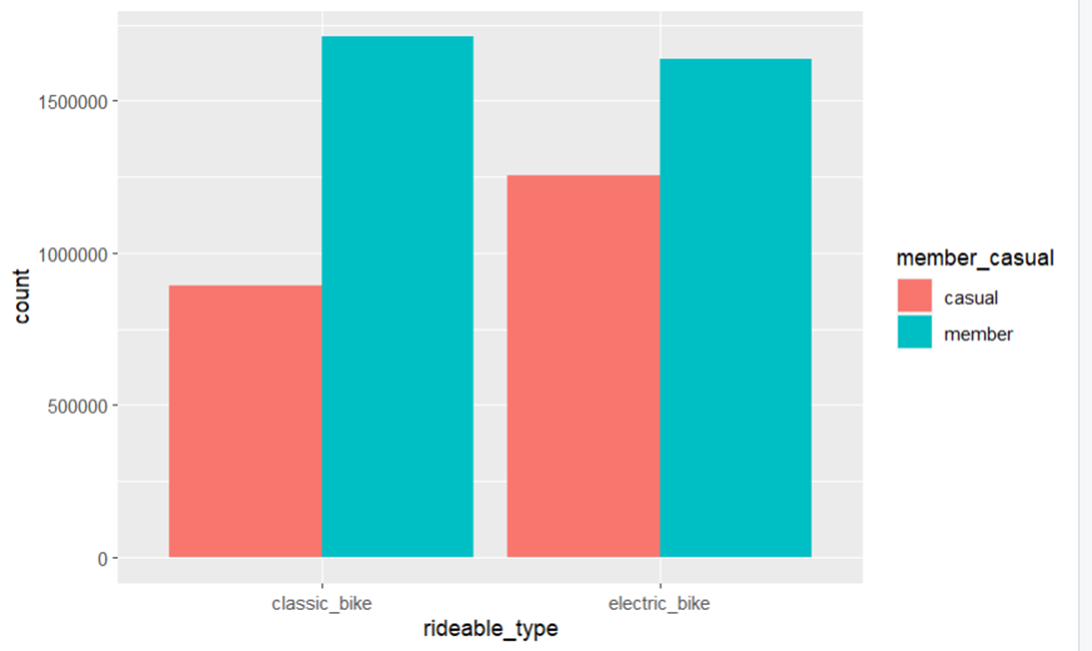 1500000
1000000
500000
0
count
classic_bike
electric_bike
rideable_type
member_casual
casual
member